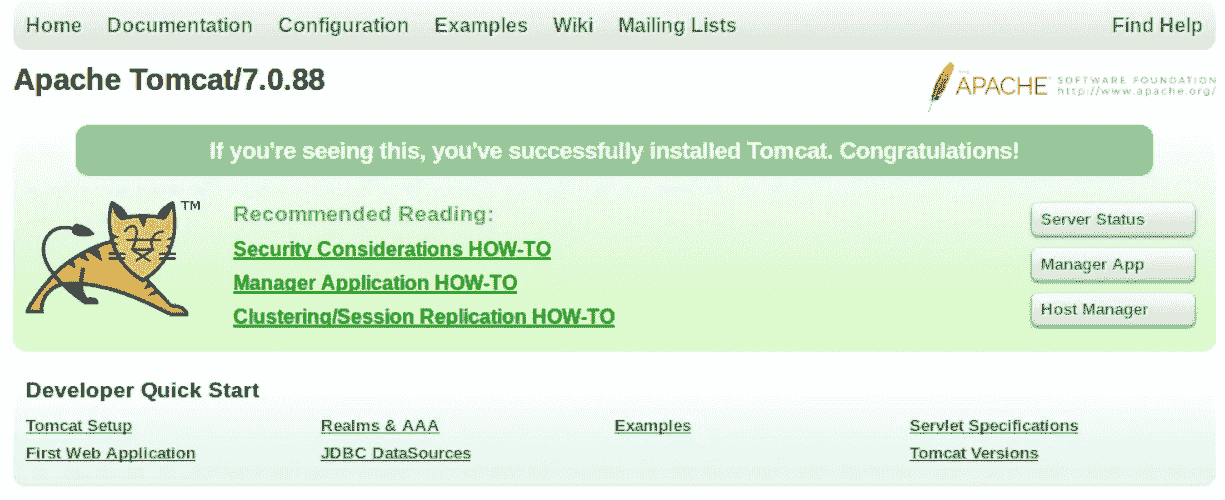 Home Documentation Configuration Examples Wiki Mailing Lists Find Help
Apache Tomcat/7.0.88
THE APACHE™ SOFTWARE FOUNDATION
http://www.apache.org/
If you're seeing this, you've successfully installed Tomcat. Congratulations!
TM
Recommended Reading:
Security Considerations HOW-TO
Manager Application HOW-TO
Clustering/Session Replication HOW-TO
Server Status
Manager App
Host Manager
Developer Quick Start
Tomcat Setup
First Web Application
Realms & AAA
JDBC DataSources
Examples
Servlet Specifications
Tomcat Versions